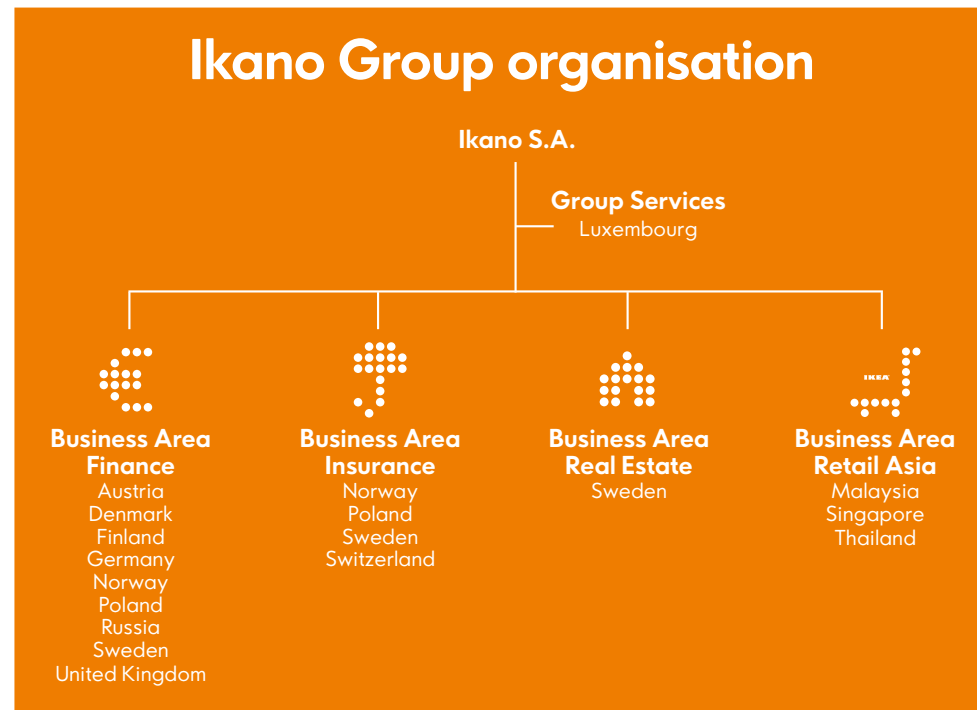 Ikano Group organisation
Ikano S.A.
Group Services
Luxembourg
Business Area
Finance
Austria
Denmark
Finland
Germany
Norway
Poland
Russia
Sweden
United Kingdom
Business Area
Insurance
Norway
Poland
Sweden
Switzerland
Business Area
Real Estate
Sweden
IKEA
Business Area
Retail Asia
Malaysia
Singapore
Thailand